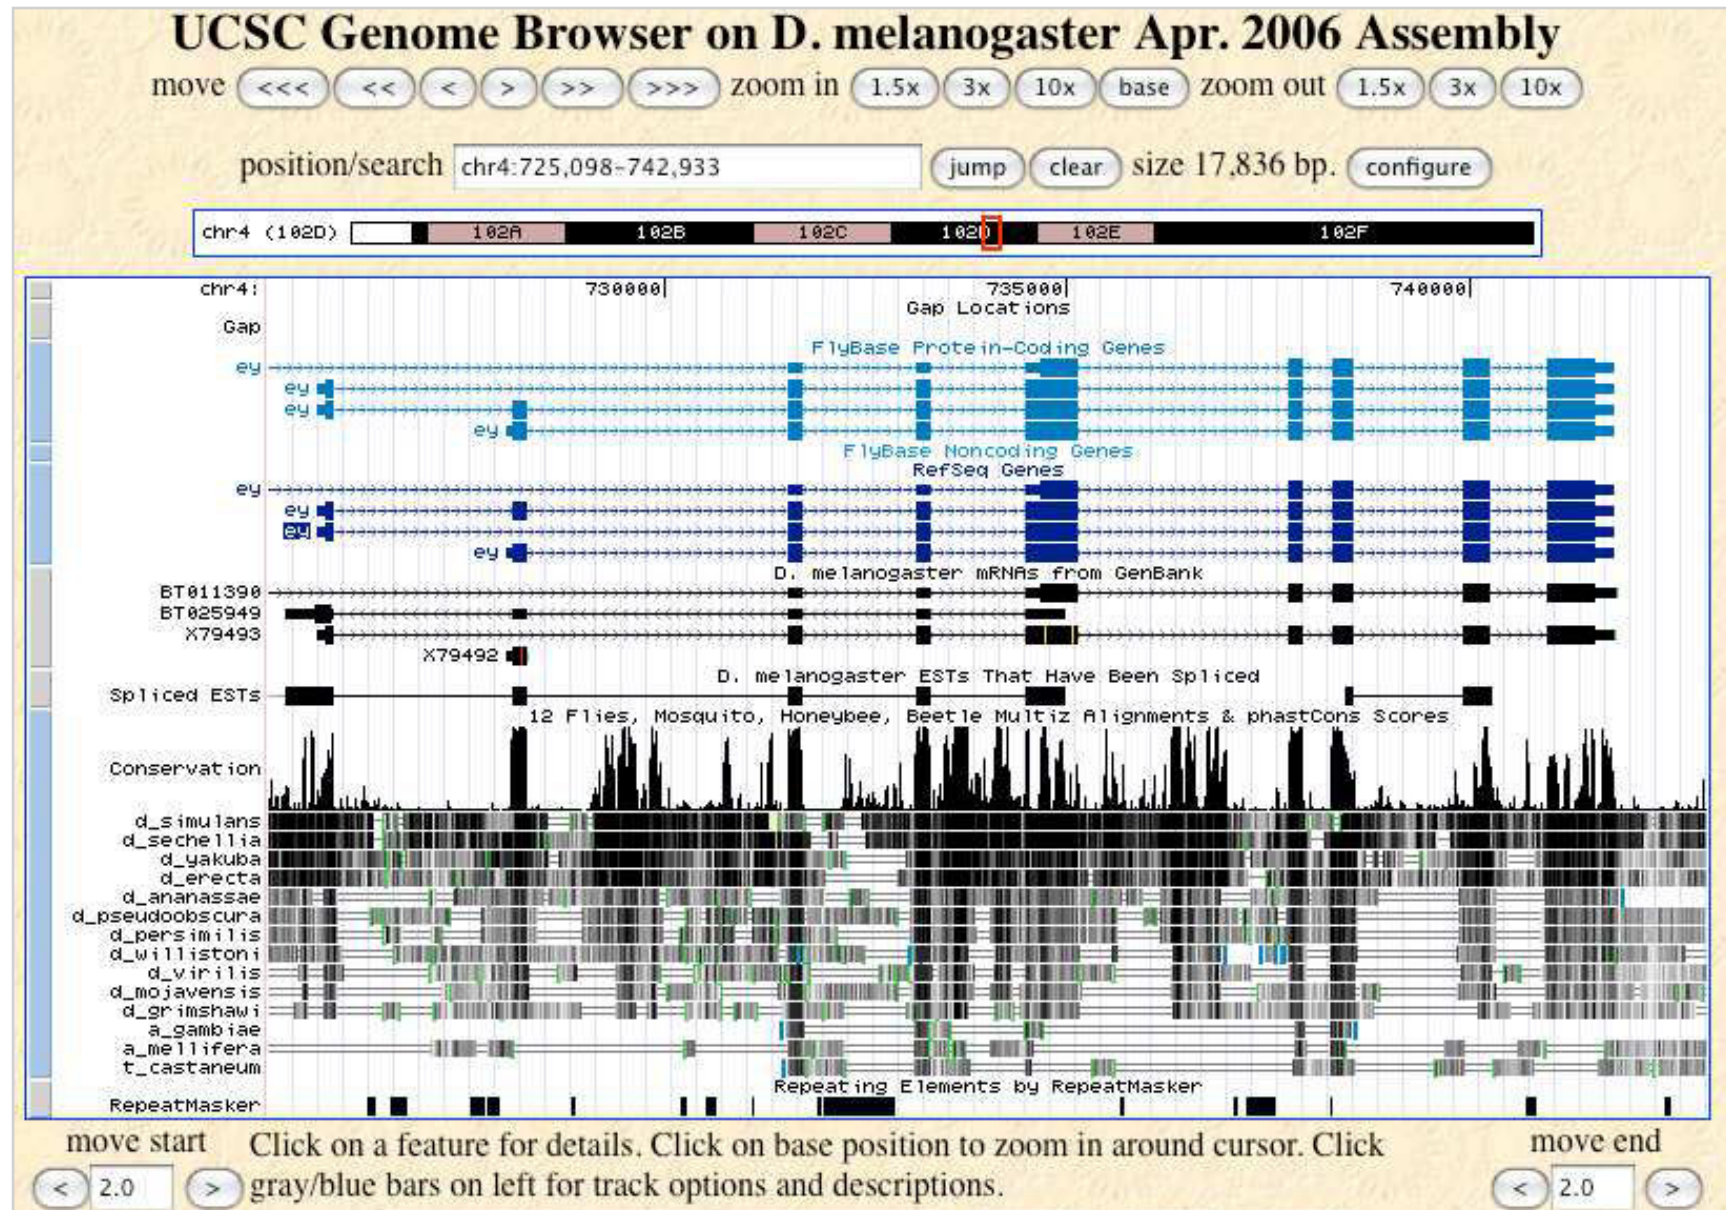 UCSC Genome Browser on D. melanogaster Apr. 2006 Assembly
move <<< << < > >> >>> zoom in 1.5x 3x 10x base zoom out 1.5x 3x 10x
position/search chr4:725,098-742,933 jump clear size 17,836 bp. configure
chr4 (102D) 102A 102B 102C 102D 102E 102F
chr4: 730000| 735000| 740000|
Gap Locations
Gap
FlyBase Protein-Coding Genes
ey
ey
ey
ey
FlyBase Noncoding Genes
RefSeq Genes
ey
ey
ey
ey
D. melanogaster mRNAs from GenBank
BT011390
BT025949
X79493
X79492
D. melanogaster ESTs That Have Been Spliced
Spliced ESTs
12 Flies, Mosquito, Honeybee, Beetle Multiz Alignments & phastCons Scores
Conservation
d_simulans
d_sechellia
d_yakuba
d_erecta
d_ananassae
d_pseudoobscura
d_persimilis
d_willistoni
d_virilis
d_mojavensis
d_grimshawi
a_gambiae
a_mellifera
t_castaneum
Repeating Elements by RepeatMasker
RepeatMasker
move start Click on a feature for details. Click on base position to zoom in around cursor. Click move end
< 2.0 > gray/blue bars on left for track options and descriptions. < 2.0 >